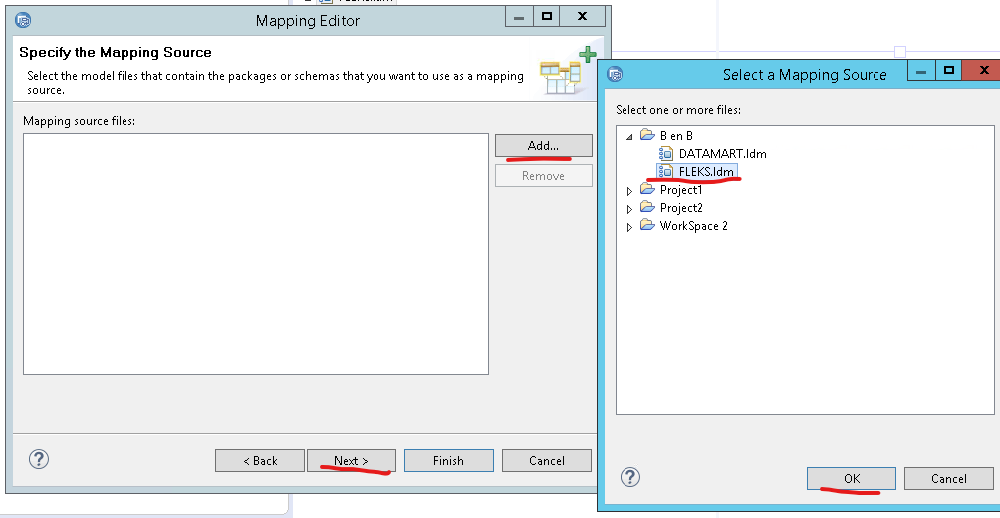 Mapping Editor
Specify the Mapping Source
Select the model files that contain the packages or schemas that you want to use as a mapping
source.
Mapping source files:
Add...
Remove
< Back
Next >
Finish
Cancel
Select a Mapping Source
Select one or more files:
B en B
DATAMART.ldm
FLEKS.ldm
Project1
Project2
WorkSpace 2
OK
Cancel